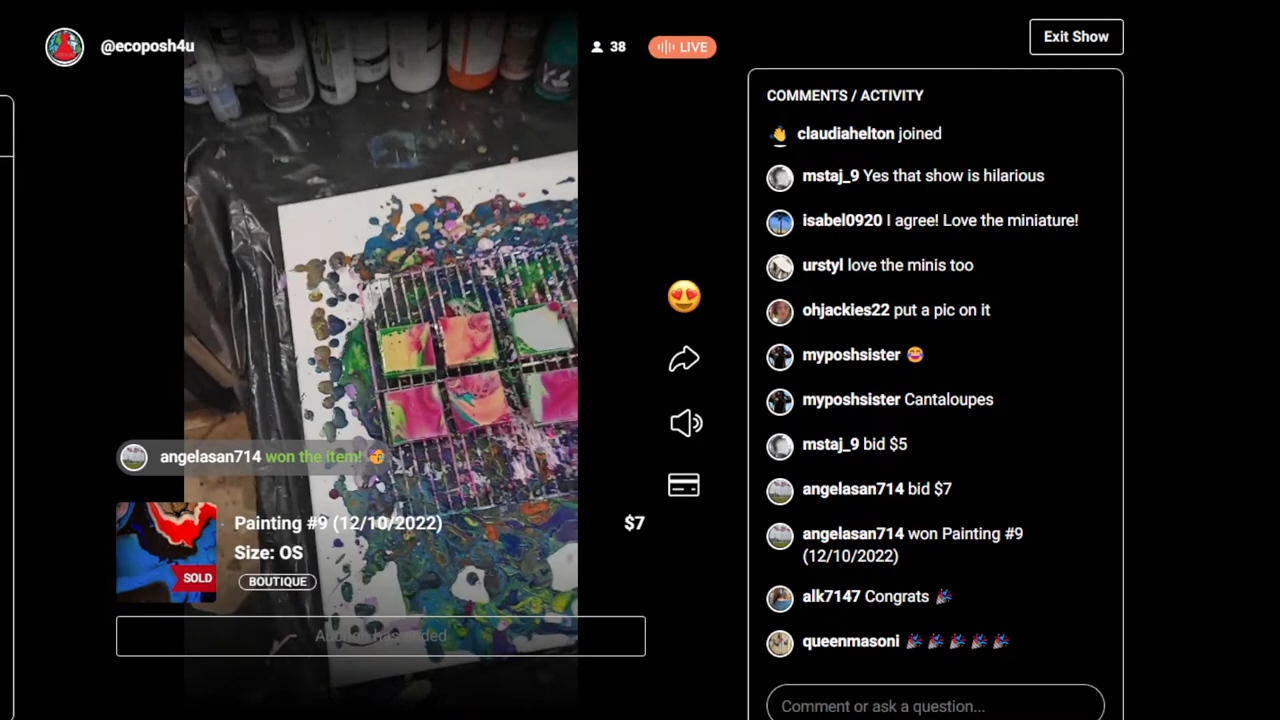 @ecoposh4u
38
LIVE
Exit Show
COMMENTS / ACTIVITY
claudiahelton joined
mstaj_9 Yes that show is hilarious
isabel0920 I agree! Love the miniature!
urstyl love the minis too
ohjackies22 put a pic on it
myposhsister 😂
myposhsister Cantaloupes
mstaj_9 bid $5
angelasan714 bid $7
angelasan714 won Painting #9
(12/10/2022)
alk7147 Congrats 🎉
queenmasoni 🎉 🎉 🎉 🎉 🎉
Comment or ask a question...
angelasan714 won the item! 🥳
Painting #9 (12/10/2022)
$7
Size: OS
SOLD
BOUTIQUE
Auction has ended